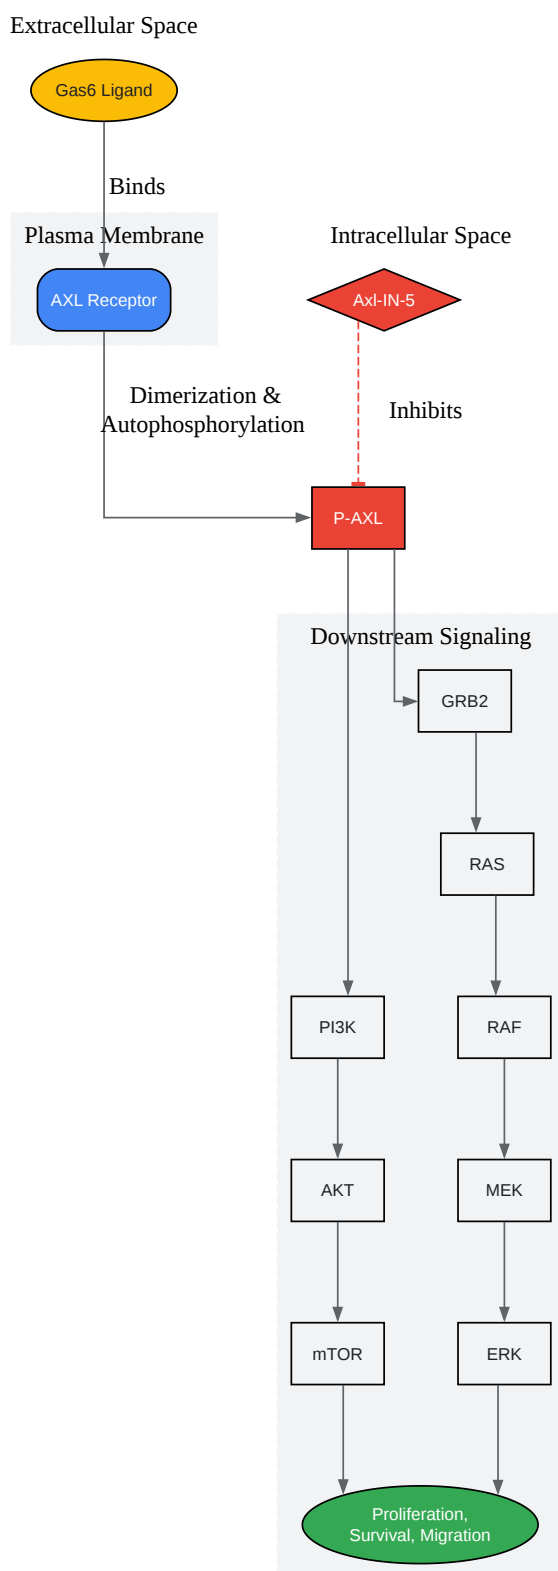 Extracellular Space
Gas6 Ligand
Binds
Plasma Membrane
Intracellular Space
AXL Receptor
Axl-IN-5
Dimerization &
Autophosphorylation
Inhibits
P-AXL
Downstream Signaling
GRB2
RAS
PI3K
RAF
AKT
MEK
mTOR
ERK
Proliferation,
Survival, Migration